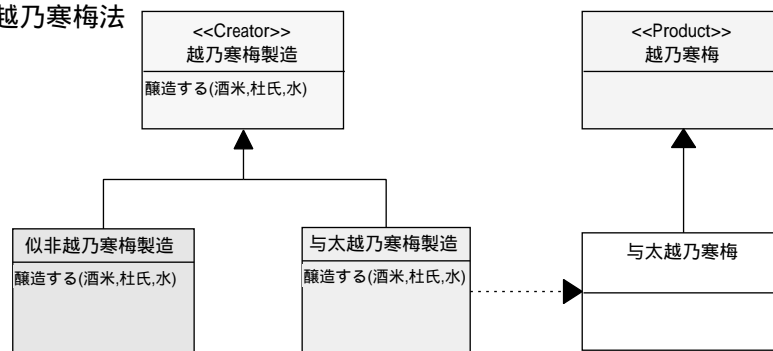 越乃寒梅法
<<Creator>>
越乃寒梅製造
醸造する(酒米,杜氏,水)
<<Product>>
越乃寒梅
似非越乃寒梅製造
醸造する(酒米,杜氏,水)
与太越乃寒梅製造
醸造する(酒米,杜氏,水)
与太越乃寒梅